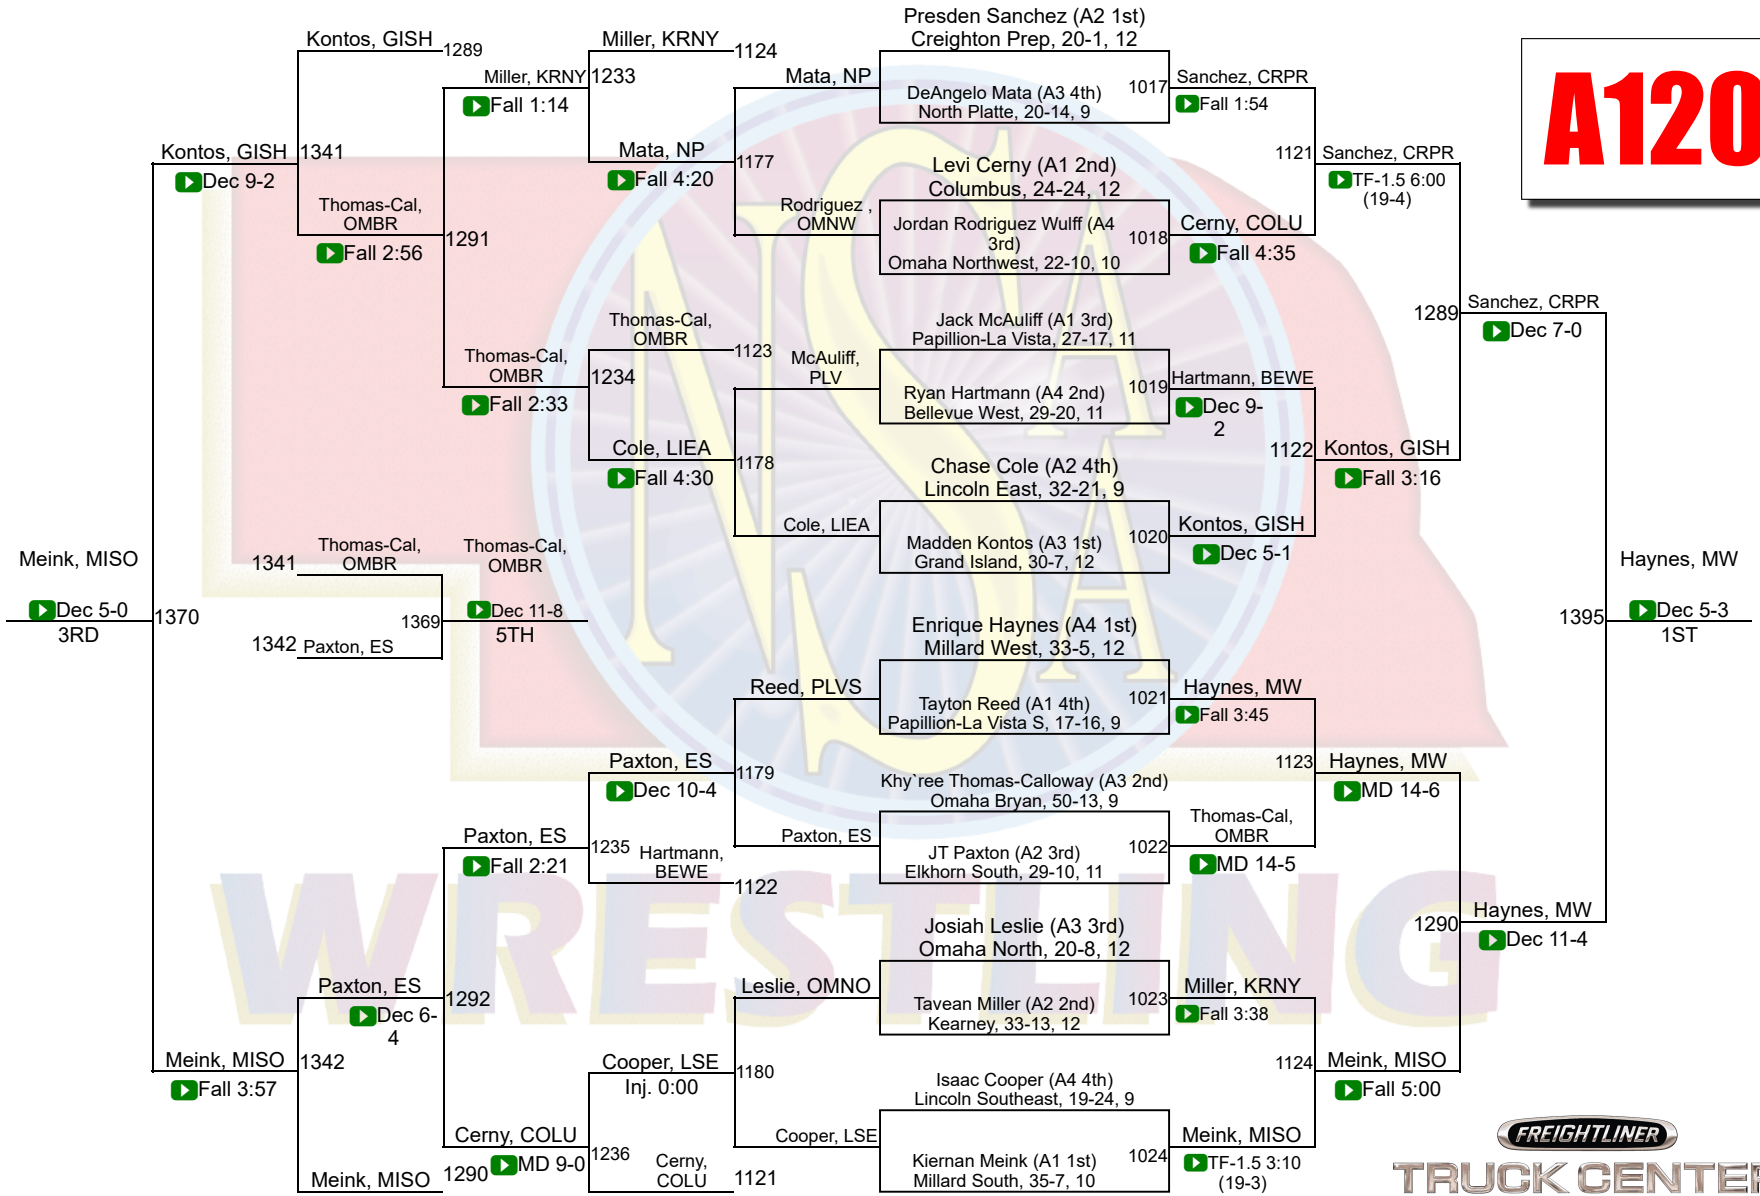 A120
Presden Sanchez (A2 1st)
Creighton Prep, 20-1, 12
DeAngelo Mata (A3 4th)
North Platte, 20-14, 9
1017
Levi Cerny (A1 2nd)
Columbus, 24-24, 12
Jordan Rodriguez Wulff (A4
3rd)
Omaha Northwest, 22-10, 10
1018
Jack McAuliff (A1 3rd)
Papillion-La Vista, 27-17, 11
Ryan Hartmann (A4 2nd)
Bellevue West, 29-20, 11
1019
Chase Cole (A2 4th)
Lincoln East, 32-21, 9
Madden Kontos (A3 1st)
Grand Island, 30-7, 12
1020
Enrique Haynes (A4 1st)
Millard West, 33-5, 12
Tayton Reed (A1 4th)
Papillion-La Vista S, 17-16, 9
1021
Khy`ree Thomas-Calloway (A3 2nd)
Omaha Bryan, 50-13, 9
JT Paxton (A2 3rd)
Elkhorn South, 29-10, 11
1022
Josiah Leslie (A3 3rd)
Omaha North, 20-8, 12
Tavean Miller (A2 2nd)
Kearney, 33-13, 12
1023
Isaac Cooper (A4 4th)
Lincoln Southeast, 19-24, 9
Kiernan Meink (A1 1st)
Millard South, 35-7, 10
1024
Sanchez, CRPR
Fall 1:54
1121
Cerny, COLU
Fall 4:35
Hartmann, BEWE
Dec 9-
2
1122
Kontos, GISH
Dec 5-1
Haynes, MW
Fall 3:45
1123
Thomas-Cal,
OMBR
MD 14-5
Miller, KRNY
Fall 3:38
1124
Meink, MISO
TF-1.5 3:10
(19-3)
Sanchez, CRPR
TF-1.5 6:00
(19-4)
1289
Kontos, GISH
Fall 3:16
Haynes, MW
MD 14-6
1290
Meink, MISO
Fall 5:00
Sanchez, CRPR
Dec 7-0
1395
Haynes, MW
Dec 11-4
Haynes, MW
Dec 5-3
1ST
Mata, NP
1177
Rodriguez ,
OMNW
McAuliff,
PLV
1178
Cole, LIEA
Reed, PLVS
1179
Paxton, ES
Leslie, OMNO
1180
Cooper, LSE
Miller, KRNY
1124
1233
Mata, NP
Fall 4:20
Thomas-Cal,
OMBR
1123
1234
Cole, LIEA
Fall 4:30
Paxton, ES
Dec 10-4
1235
Hartmann,
BEWE
1122
Cooper, LSE
Inj. 0:00
1236
Cerny,
COLU
1121
Miller, KRNY
Fall 1:14
1291
Thomas-Cal,
OMBR
Fall 2:33
Paxton, ES
Fall 2:21
1292
Cerny, COLU
MD 9-0
Kontos, GISH
1289
1341
Thomas-Cal,
OMBR
Fall 2:56
Paxton, ES
Dec 6-
4
1342
Meink, MISO
1290
Kontos, GISH
Dec 9-2
1370
Meink, MISO
Fall 3:57
Meink, MISO
Dec 5-0
3RD
1341
Thomas-Cal,
OMBR
1369
1342
Paxton, ES
Thomas-Cal,
OMBR
Dec 11-8
5TH
NSAA
WRESTLING
FREIGHTLINER
TRUCK CENTER